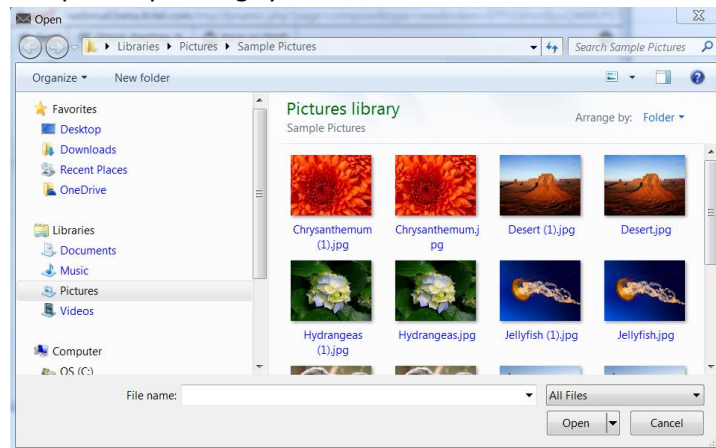 Open
Libraries Pictures Sample Pictures
Search Sample Pictures
Organize New folder
Favorites
Desktop
Downloads
Recent Places
OneDrive
Libraries
Documents
Music
Pictures
Videos
Computer
OS (C:)
Pictures library
Sample Pictures
Arrange by: Folder
Chrysanthemum
(1).jpg
Chrysanthemum.j
pg
Desert (1).jpg
Desert.jpg
Hydrangeas
(1).jpg
Hydrangeas.jpg
Jellyfish (1).jpg
Jellyfish.jpg
File name:
All Files
Open
Cancel